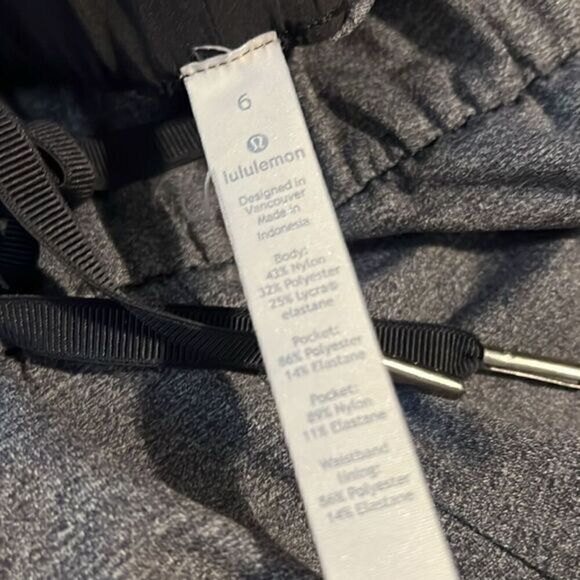 6
lululemon
Designed in
Vancouver
Made in
Indonesia
Body:
43% Nylon
32% Polyester
25% Lycra®
elastane
Pocket:
86% Polyester
14% Elastane
Pocket:
89% Nylon
11% Elastane
Waistband
lining:
86% Polyester
14% Elastane